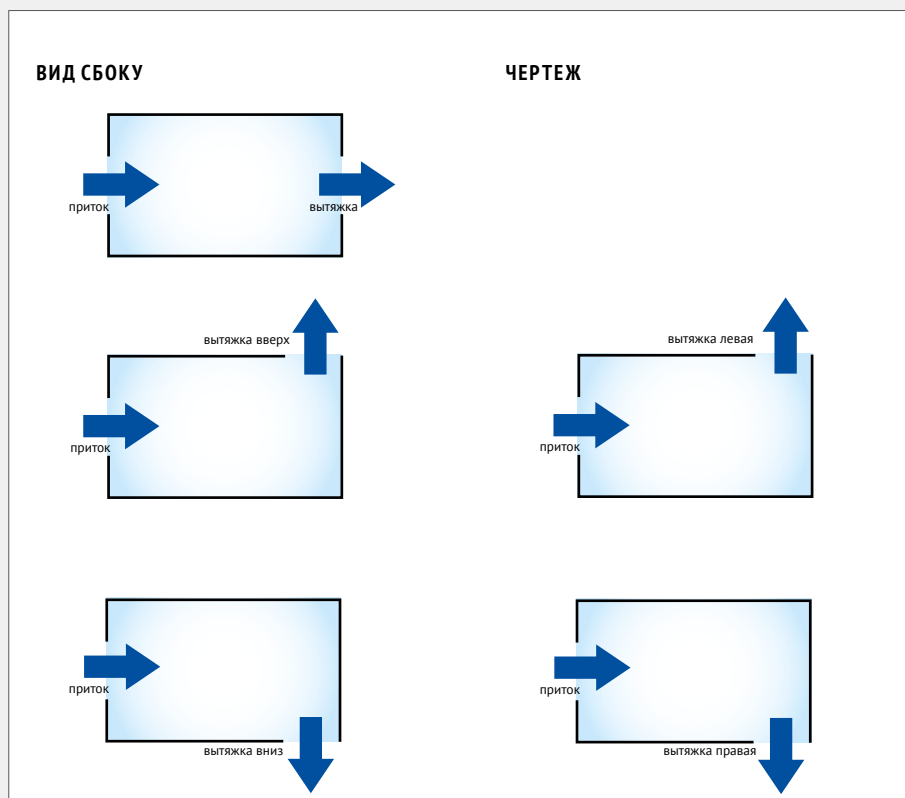 ВИД СБОКУ
ЧЕРТЕЖ
приток
вытяжка
вытяжка вверх
вытяжка левая
приток
приток
приток
приток
вытяжка вниз
вытяжка правая